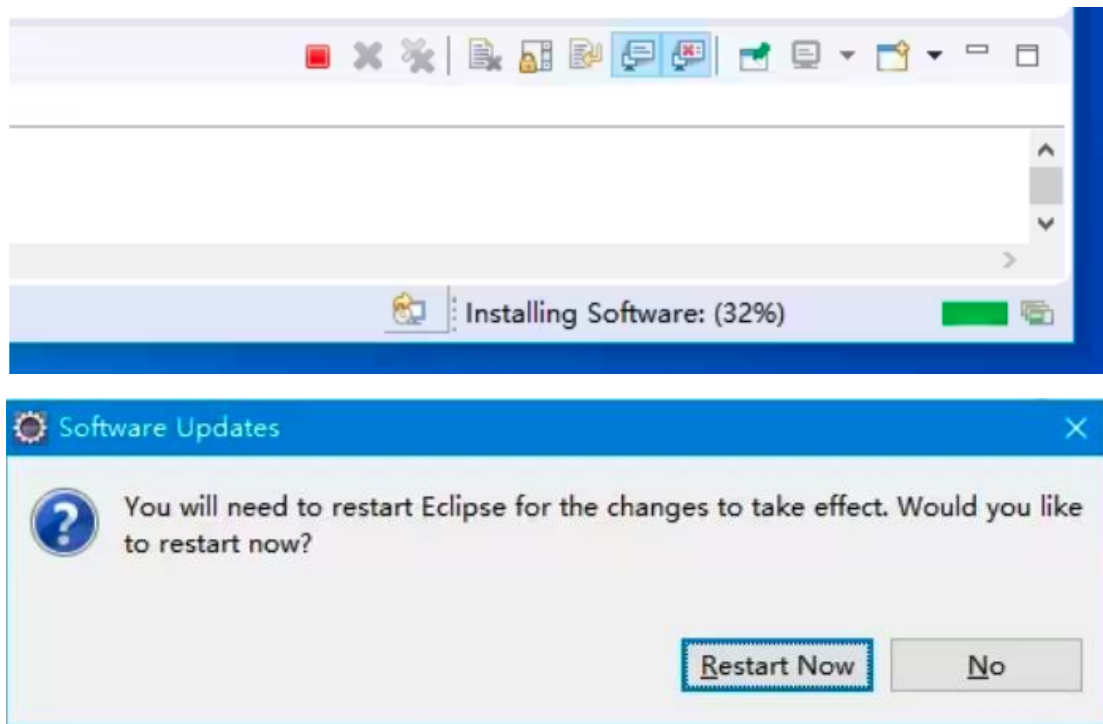 Installing Software: (32%)
Software Updates
You will need to restart Eclipse for the changes to take effect. Would you like
to restart now?
Restart Now
No